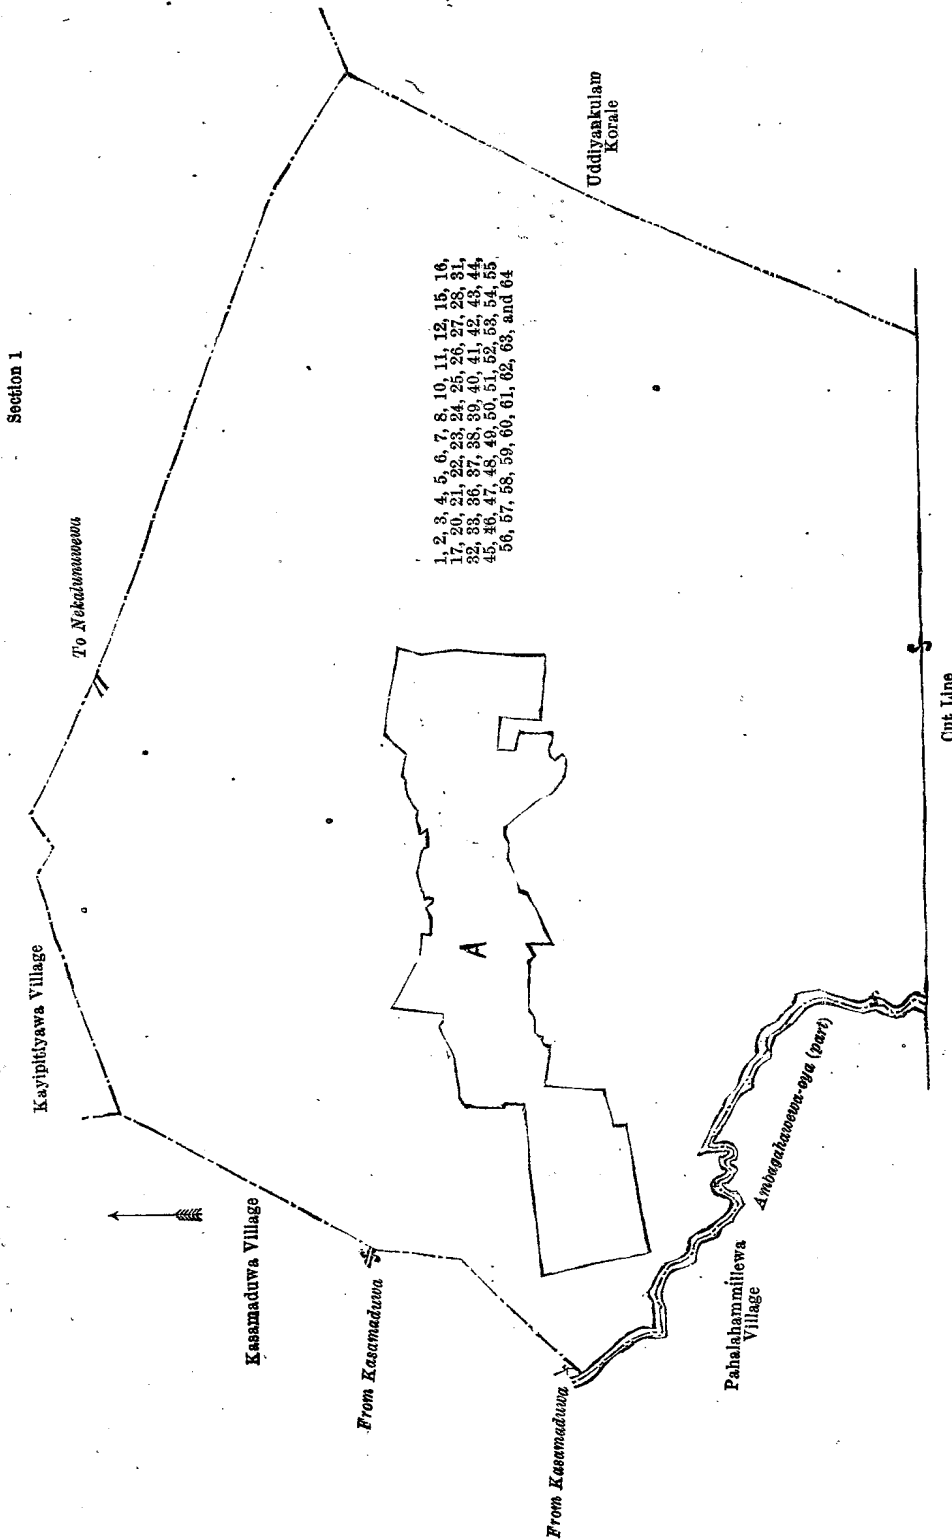 Section 1
To Nekalunuwewa
Kayipitiyawa Village
Kasamaduwa Village
From Kasamaduwa
From Kasamaduwa
Uddiyankulam
Korale
1, 2, 3, 4, 5, 6, 7, 8, 10, 11, 12, 15, 16,
17, 20, 21, 22, 23, 24, 25, 26, 27, 28, 31,
32, 33, 36, 37, 38, 39, 40, 41, 42, 43, 44,
45, 46, 47, 48, 49, 50, 51, 52, 53, 54, 55
56, 57, 58, 59, 60, 61, 62, 63, and 64
A
Ambagahawewa-oya (part)
Pahalahammillewa
Village
S
Cut Line